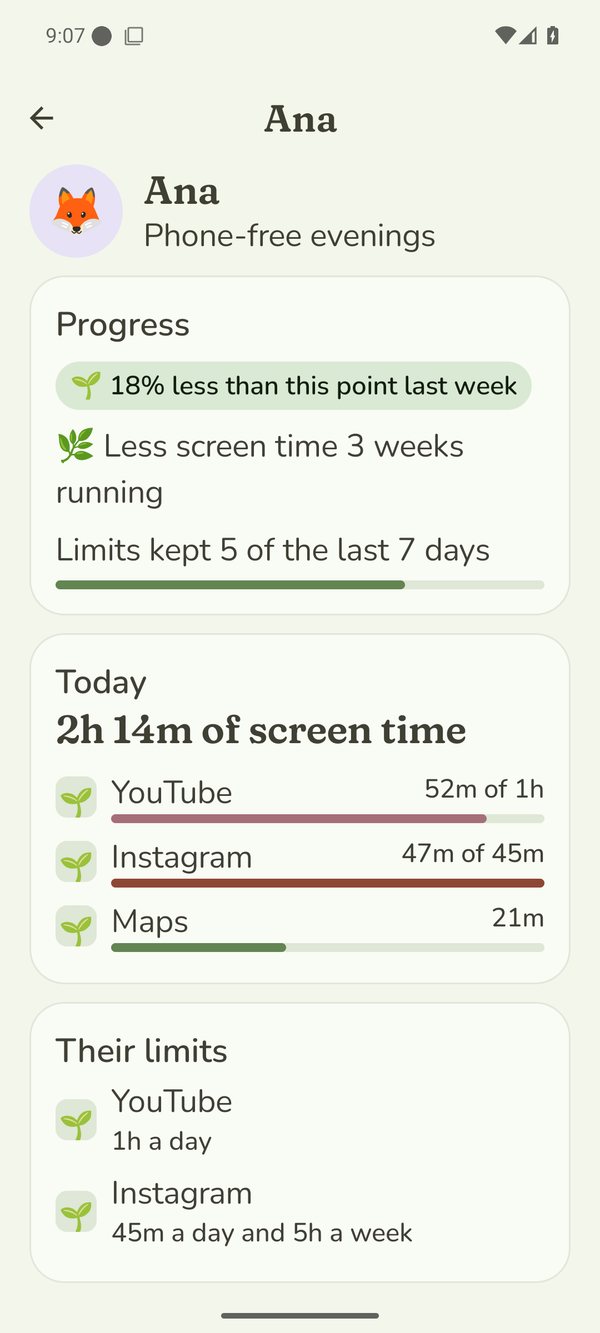 9:07
Ana
Ana
Phone-free evenings
Progress
18% less than this point last week
Less screen time 3 weeks
running
Limits kept 5 of the last 7 days
Today
2h 14m of screen time
YouTube 52m of 1h
Instagram 47m of 45m
Maps 21m
Their limits
YouTube
1h a day
Instagram
45m a day and 5h a week